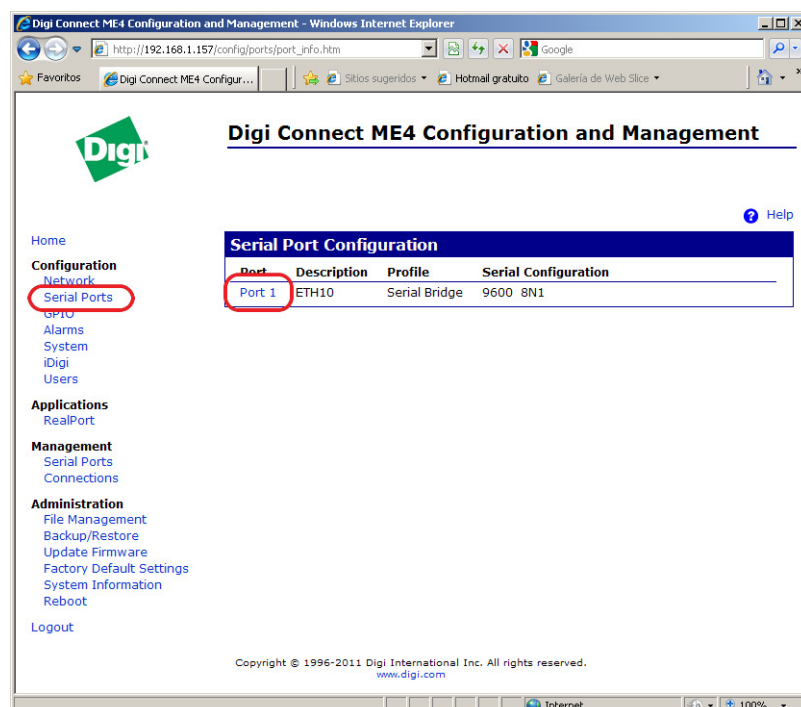 Digi Connect ME4 Configuration and Management - Windows Internet Explorer
http://192.168.1.157/config/ports/port_info.htm
Google
Favoritos
Digi Connect ME4 Configur...
Sitios sugeridos
Hotmail gratuito
Galería de Web Slice
Digi
Digi Connect ME4 Configuration and Management
Help
Home
Configuration
Network
Serial Ports
GPIO
Alarms
System
iDigi
Users
Applications
RealPort
Management
Serial Ports
Connections
Administration
File Management
Backup/Restore
Update Firmware
Factory Default Settings
System Information
Reboot
Logout
Serial Port Configuration
Port Description Profile Serial Configuration
Port 1 ETH10 Serial Bridge 9600 8N1
Copyright © 1996-2011 Digi International Inc. All rights reserved.
www.digi.com
Internet
100%